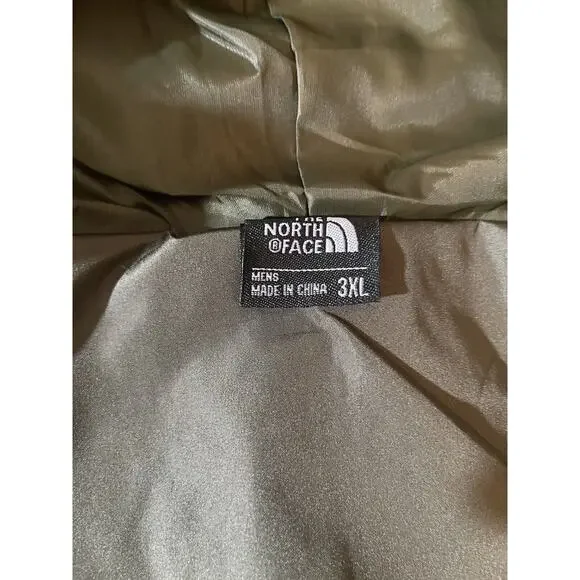 THE
NORTH
®FACE
MENS
MADE IN CHINA 3XL